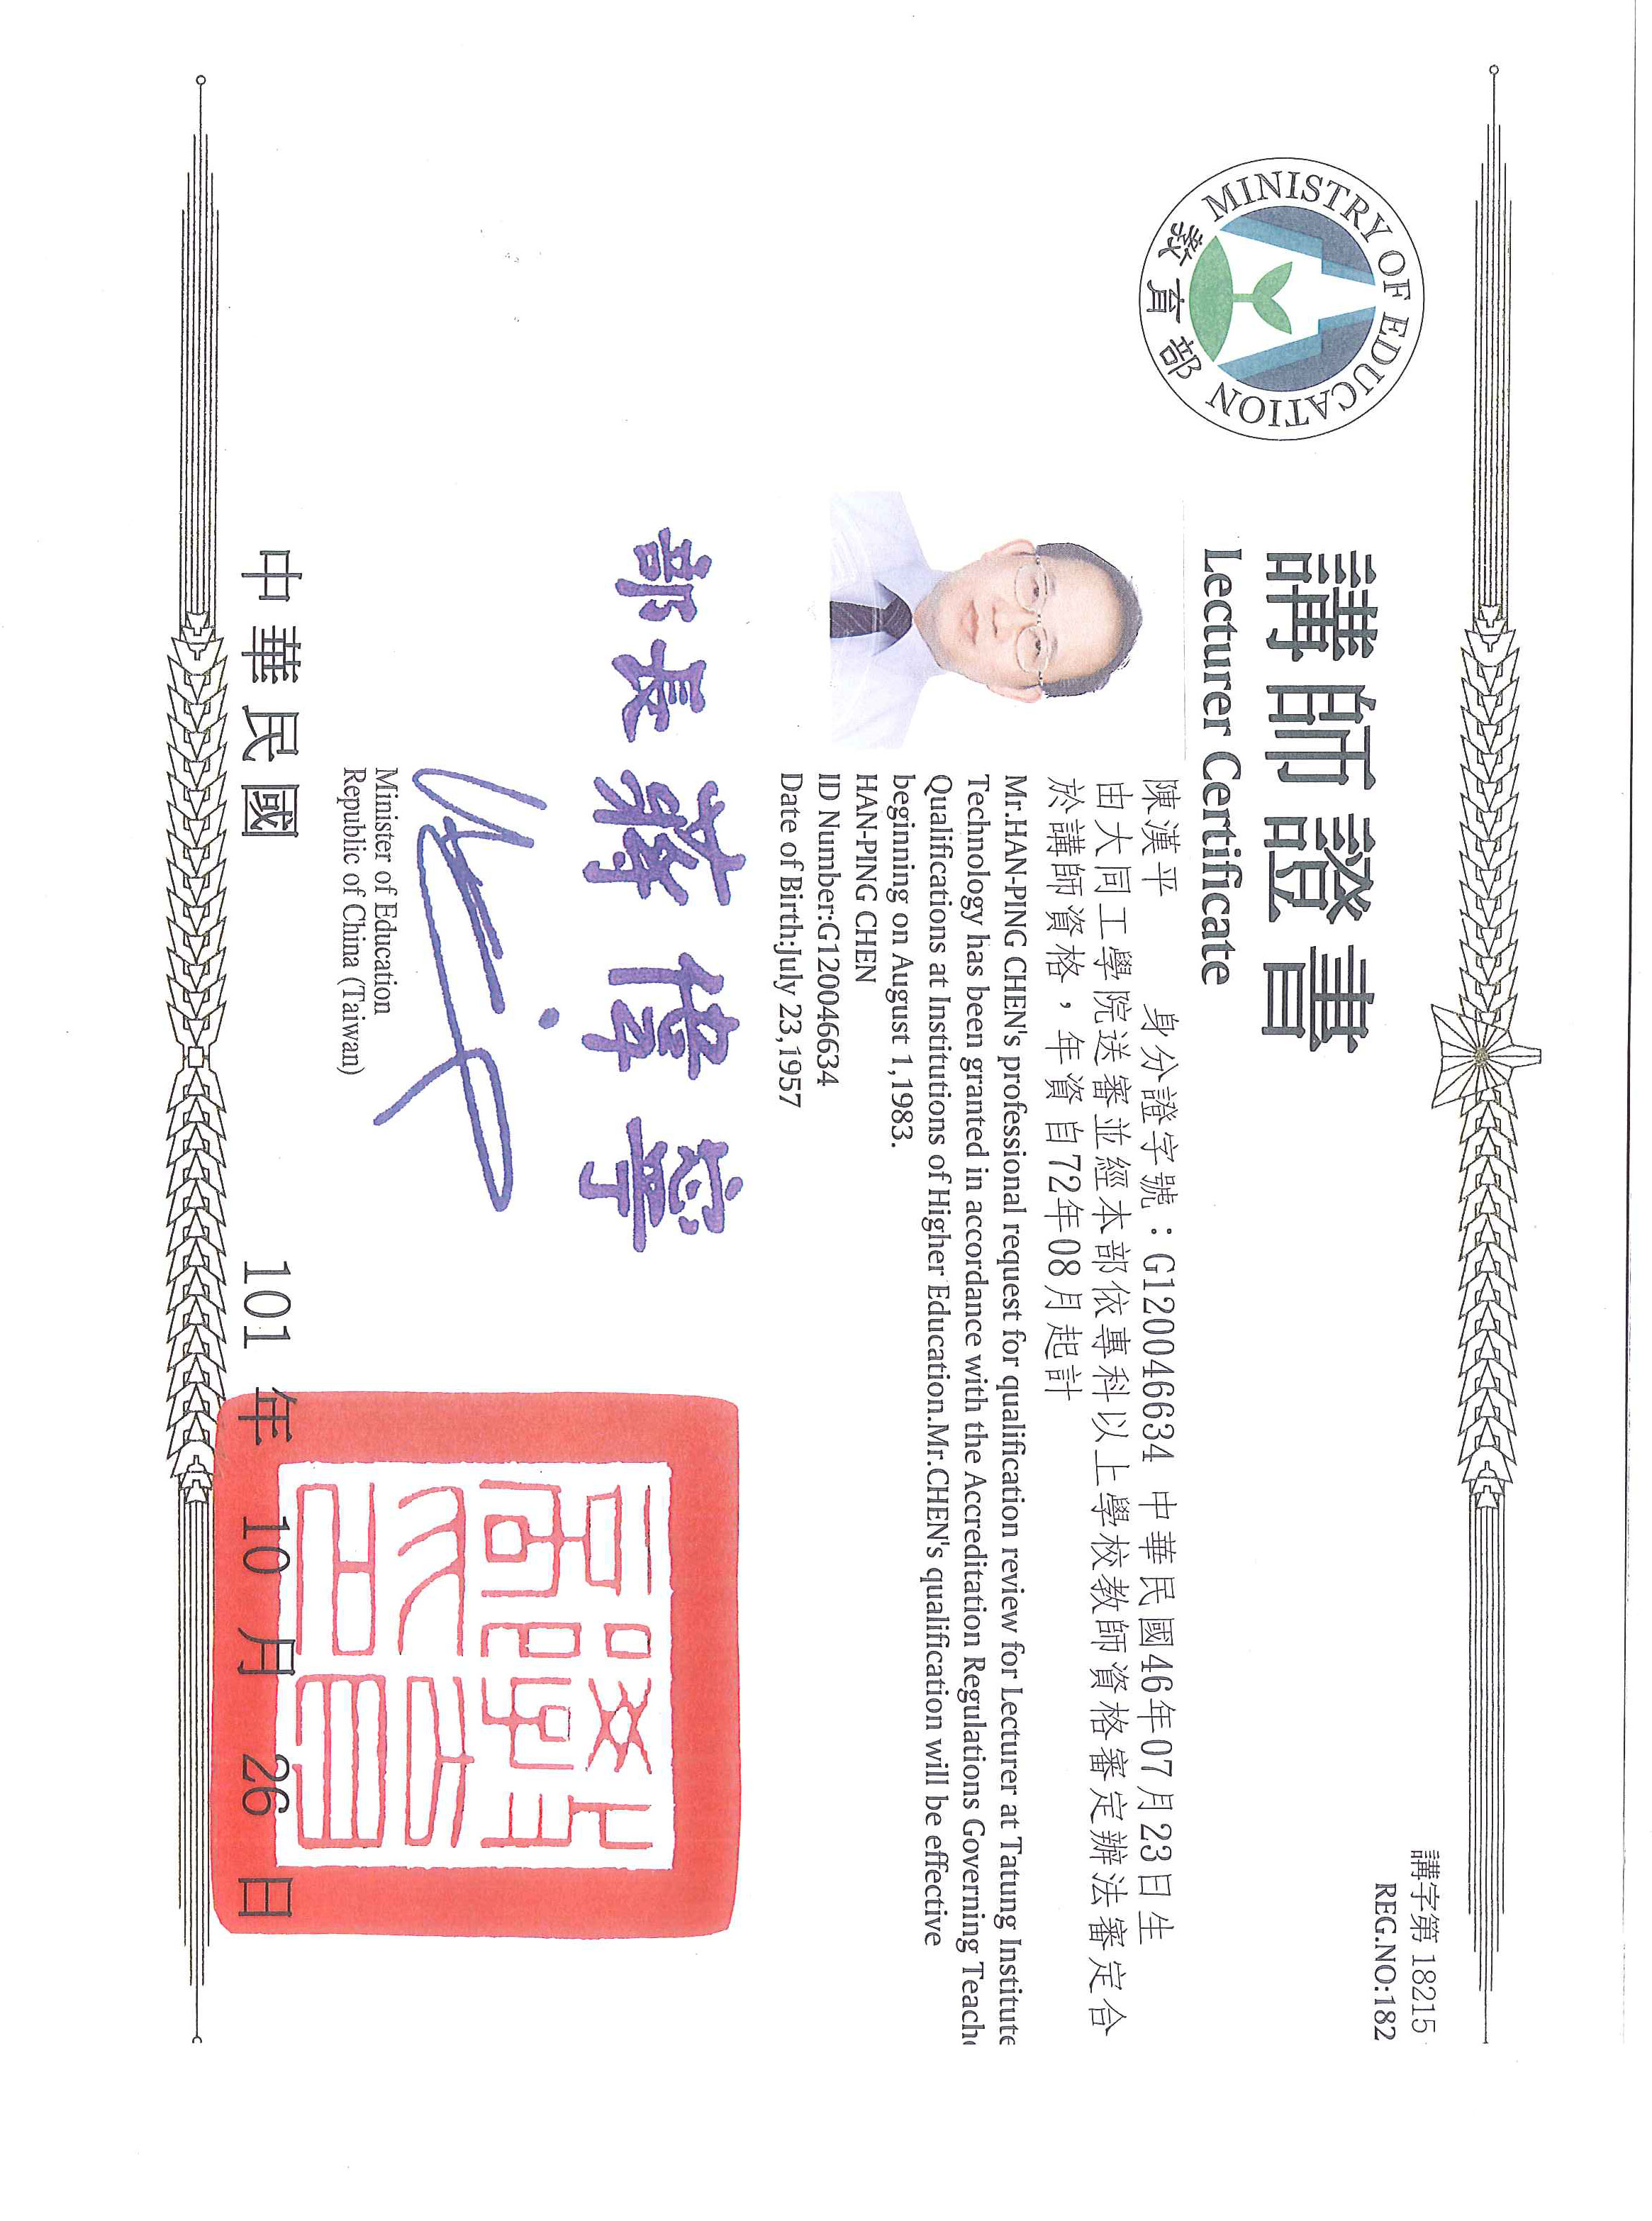 講字第 18215
REG.NO:182
MINISTRY OF EDUCATION
教育部
講師證書
Lecturer Certificate
陳漢平 身分證字號：G120046634 中華民國46年07月23日生
由大同工學院送審並經本部依專科以上學校教師資格審定辦法審定合
於講師資格，年資自72年08月起計
Mr.HAN-PING CHEN's professional request for qualification review for Lecturer at Tatung Institute
Technology has been granted in accordance with the Accreditation Regulations Governing Teach
Qualifications at Institutions of Higher Education.Mr.CHEN's qualification will be effective
beginning on August 1,1983.
HAN-PING CHEN
ID Number:G120046634
Date of Birth:July 23,1957
部長 蔣偉寧
Minister of Education
Republic of China (Taiwan)
中華民國 101 年 10 月 26 日